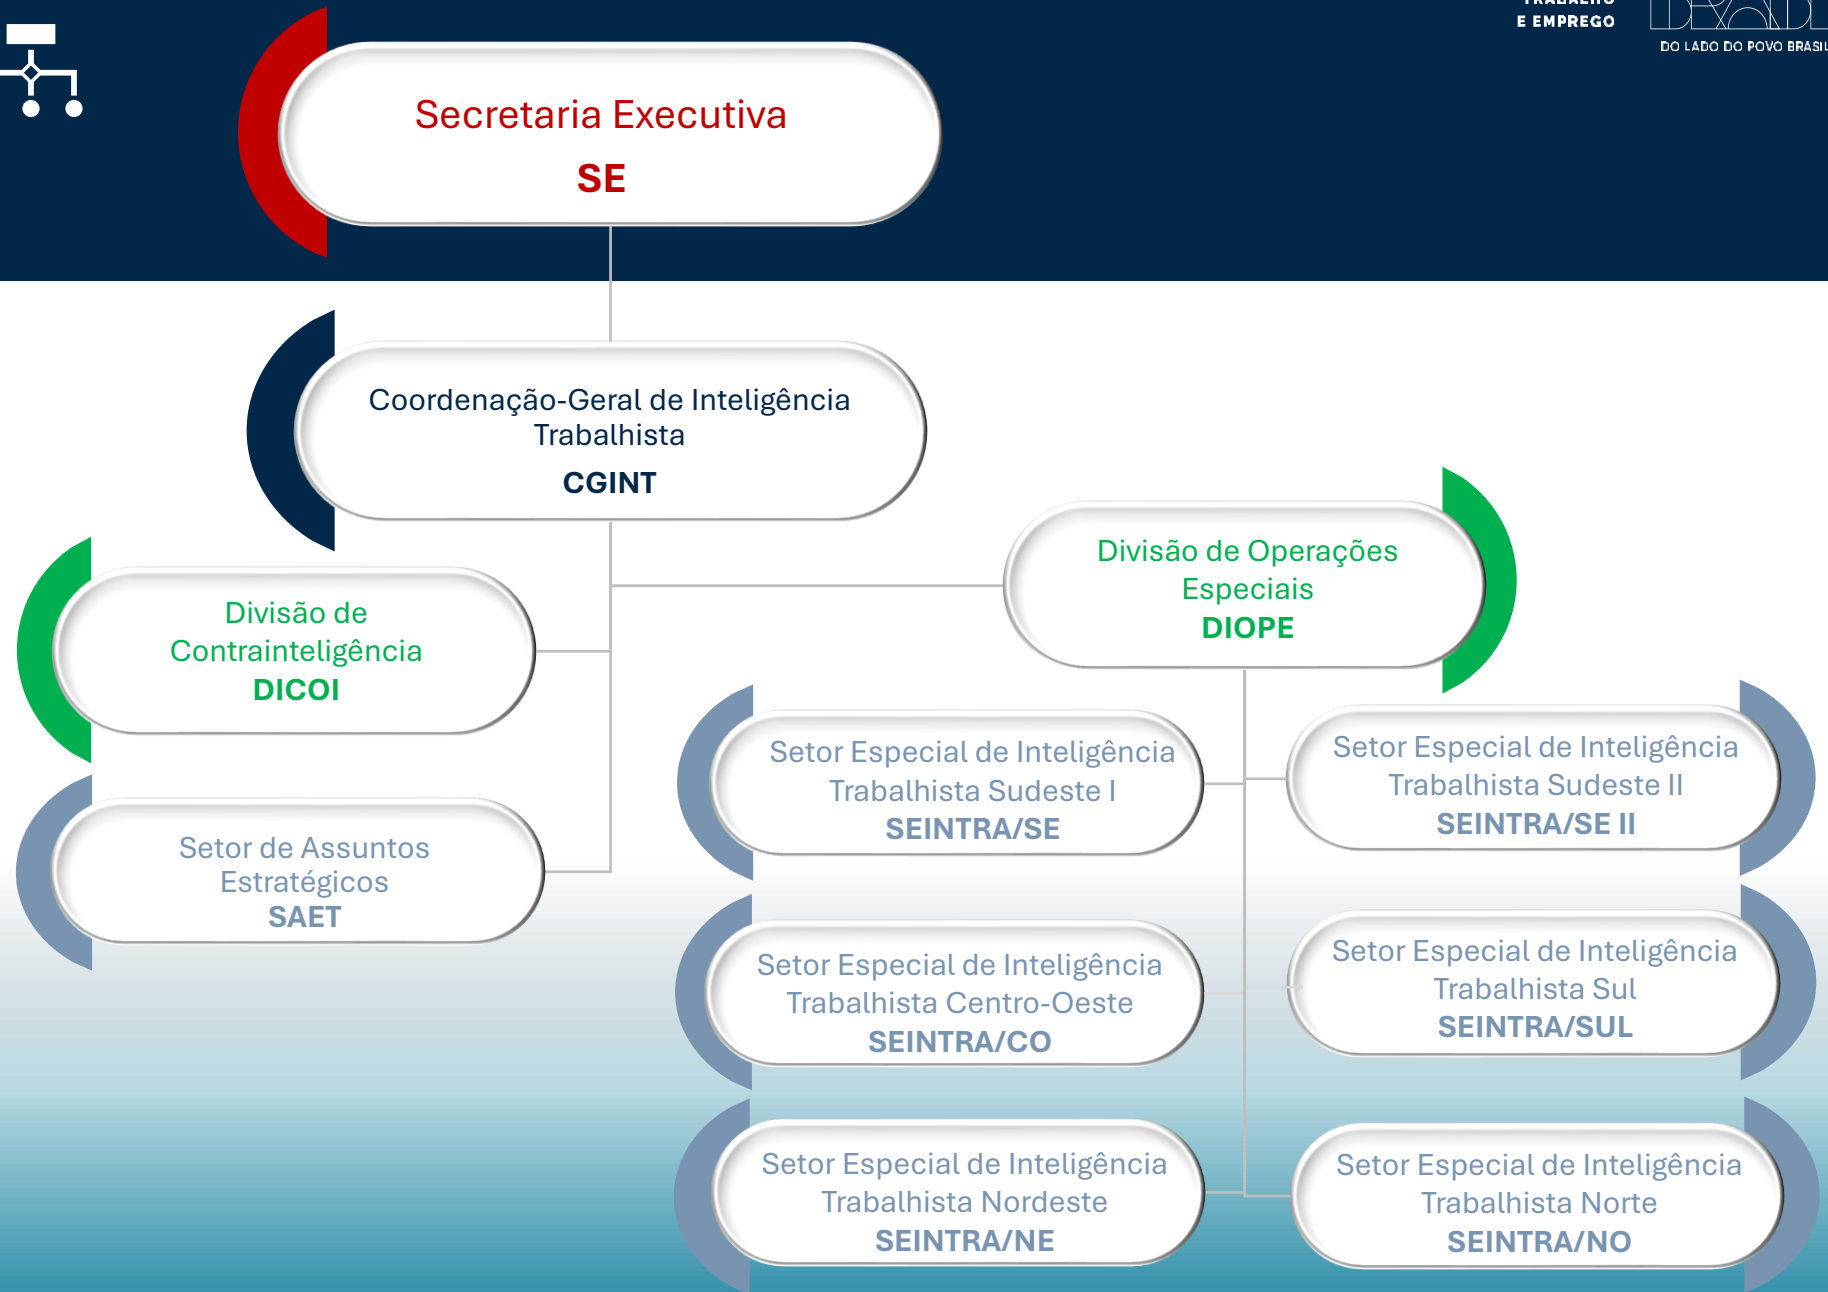 E EMPREGO
Secretaria Executiva
SE
Coordenação-Geral de Inteligência
Trabalhista
CGINT
Divisão de Operações
Especiais
DIOPE
Divisão de
Contrainteligência
DICOI
Setor de Assuntos
Estratégicos
SAET
Setor Especial de Inteligência
Trabalhista Sudeste I
SEINTRA/SE
Setor Especial de Inteligência
Trabalhista Sudeste II
SEINTRA/SE II
Setor Especial de Inteligência
Trabalhista Centro-Oeste
SEINTRA/CO
Setor Especial de Inteligência
Trabalhista Sul
SEINTRA/SUL
Setor Especial de Inteligência
Trabalhista Nordeste
SEINTRA/NE
Setor Especial de Inteligência
Trabalhista Norte
SEINTRA/NO
TRABALHO
DO LADO DO POVO BRASIL